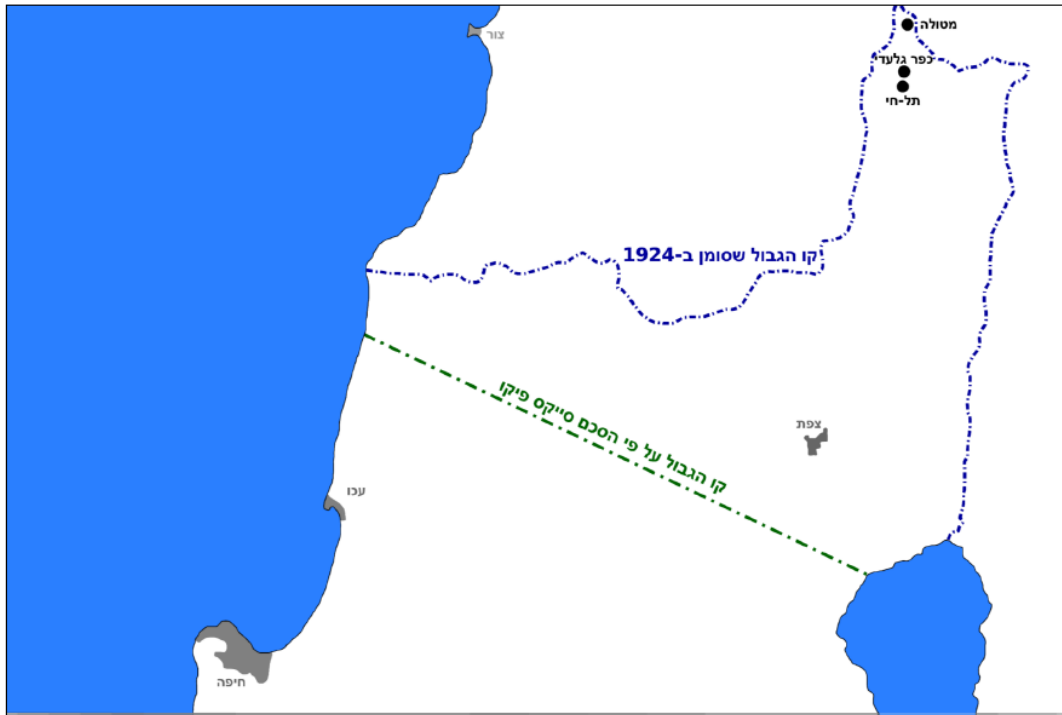 צור
מטולה
כפר גלעדי
תל-חי
קו הגבול שסומן ב-1924
קו הגבול על פי הסכם סייקס פיקו
צפת
עכו
חיפה